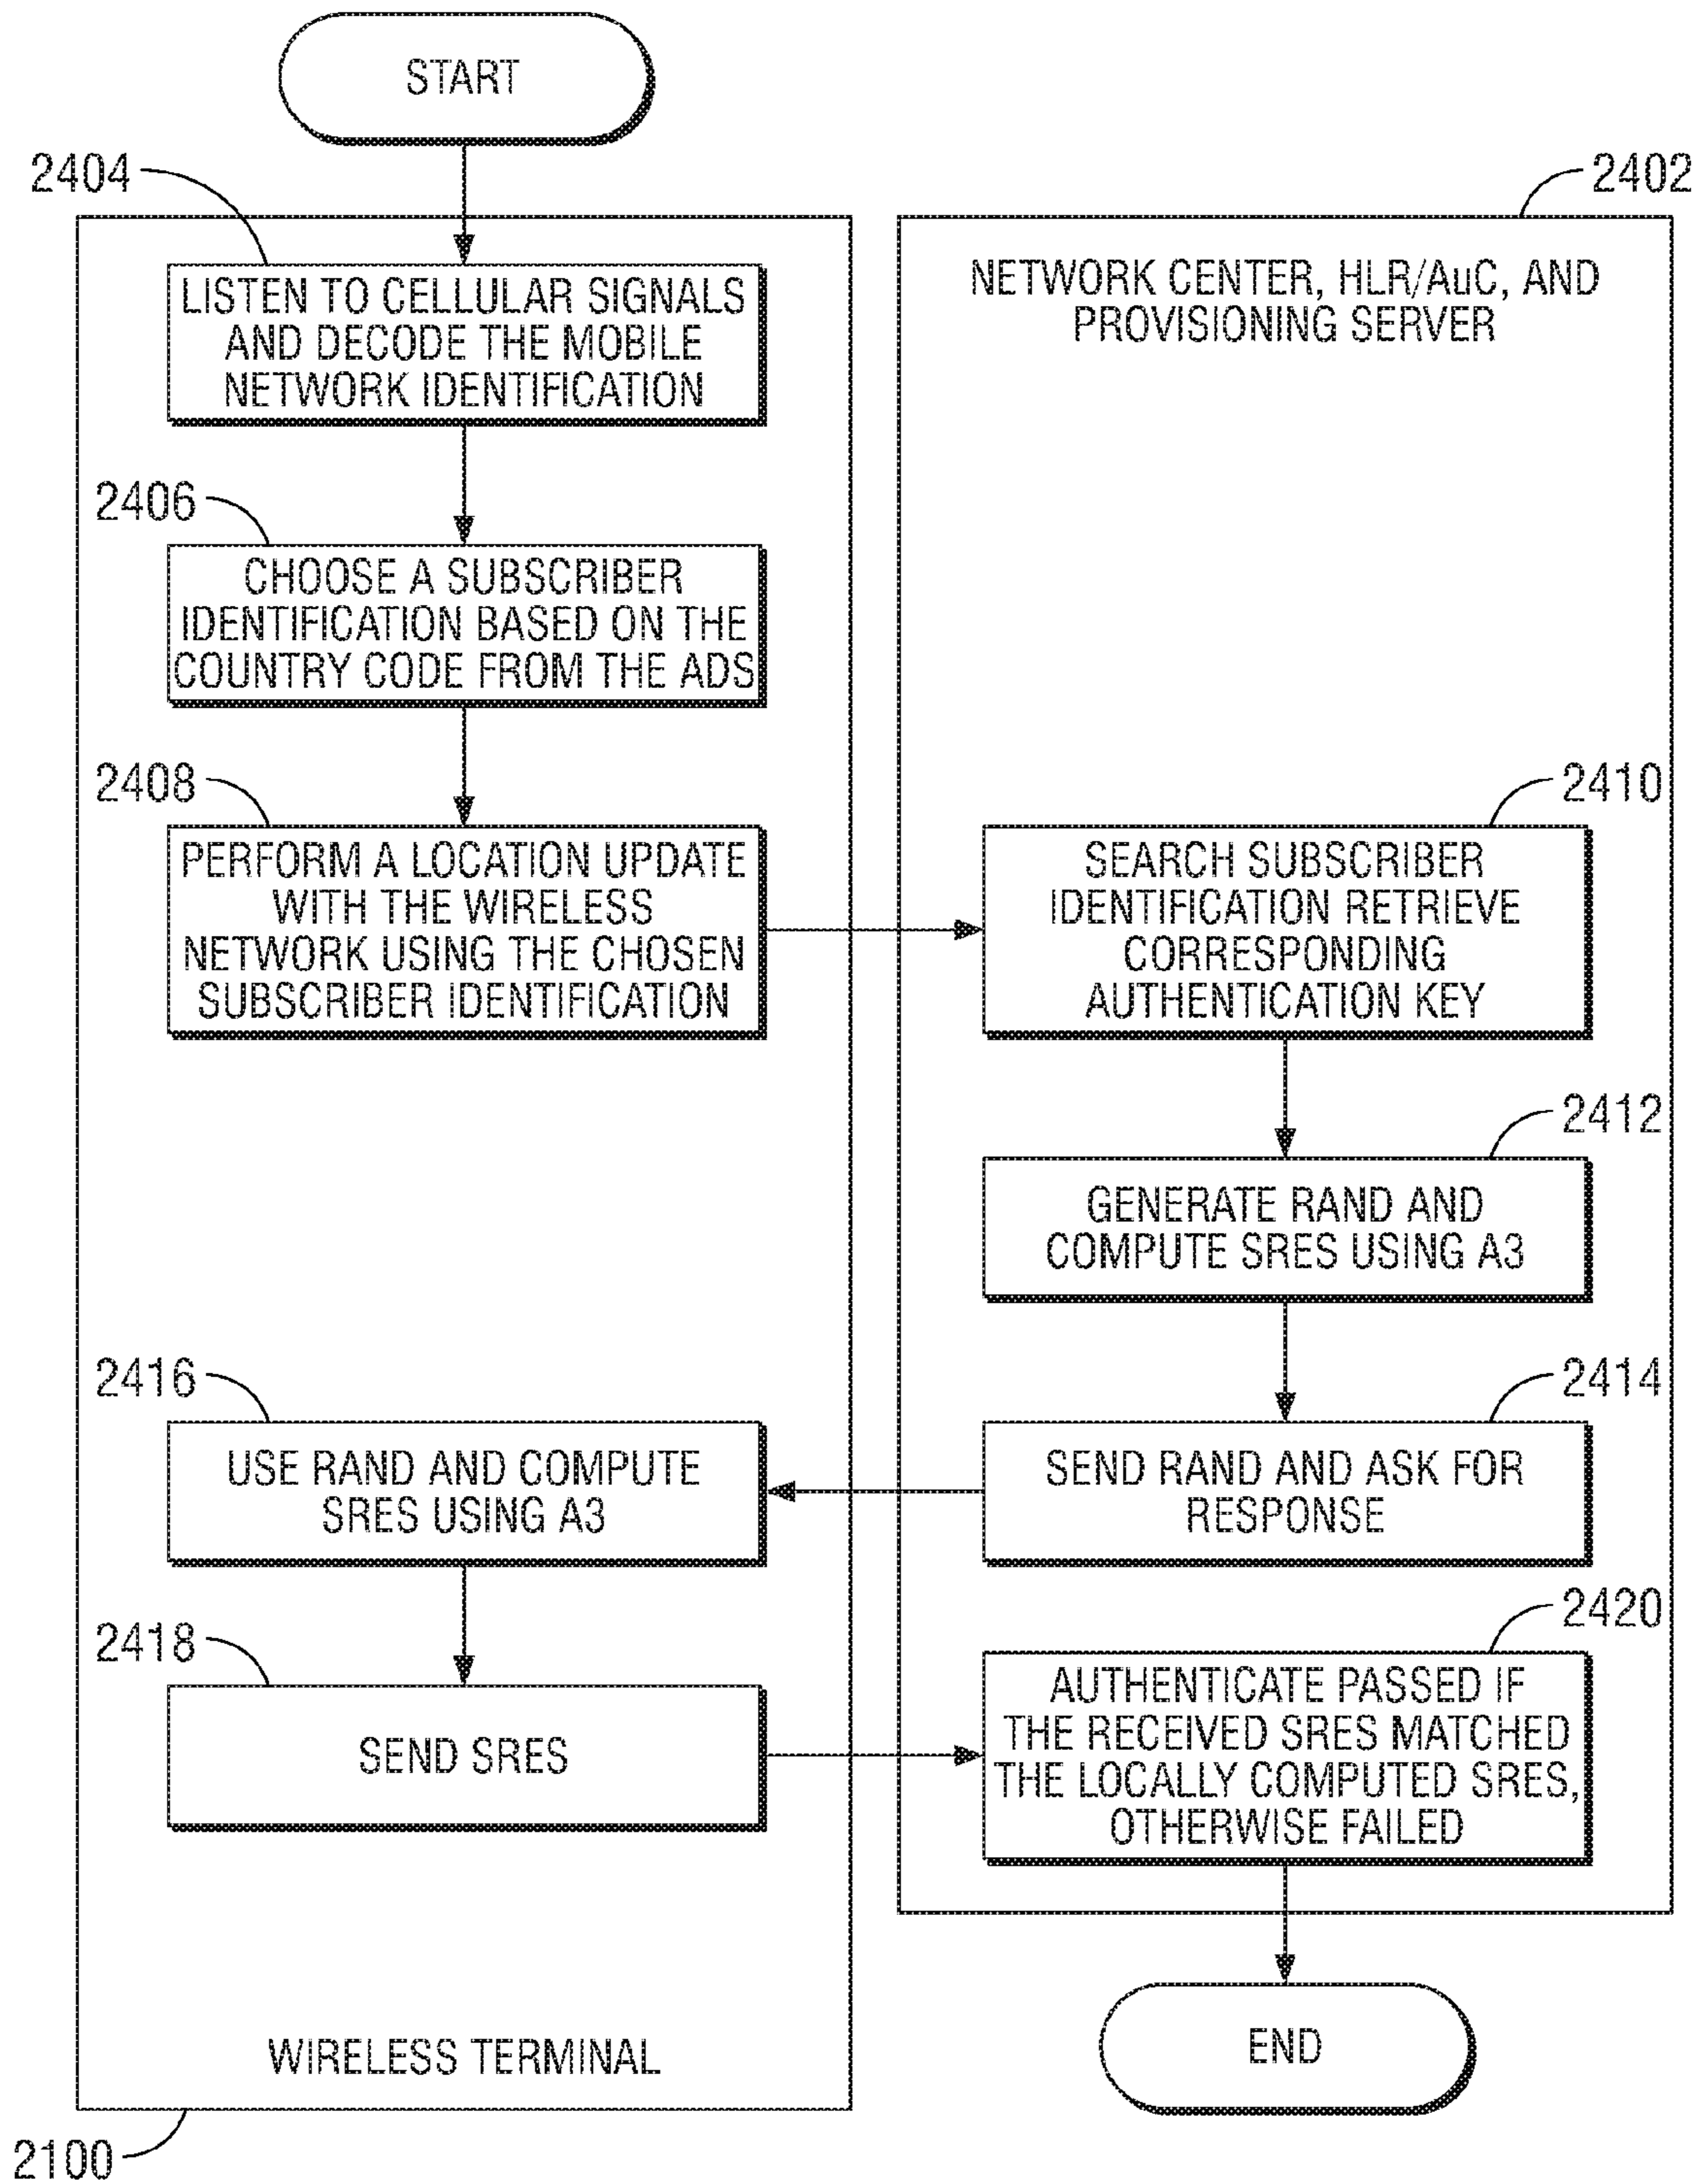 START
2404
2402
LISTEN TO CELLULAR SIGNALS
AND DECODE THE MOBILE
NETWORK IDENTIFICATION
NETWORK CENTER, HLR/AuC, AND
PROVISIONING SERVER
2406
CHOOSE A SUBSCRIBER
IDENTIFICATION BASED ON THE
COUNTRY CODE FROM THE ADS
2408
PERFORM A LOCATION UPDATE
WITH THE WIRELESS
NETWORK USING THE CHOSEN
SUBSCRIBER IDENTIFICATION
2410
SEARCH SUBSCRIBER
IDENTIFICATION RETRIEVE
CORRESPONDING
AUTHENTICATION KEY
2412
GENERATE RAND AND
COMPUTE SRES USING A3
2414
SEND RAND AND ASK FOR
RESPONSE
2416
USE RAND AND COMPUTE
SRES USING A3
2418
SEND SRES
2420
AUTHENTICATE PASSED IF
THE RECEIVED SRES MATCHED
THE LOCALLY COMPUTED SRES,
OTHERWISE FAILED
END
WIRELESS TERMINAL
2100